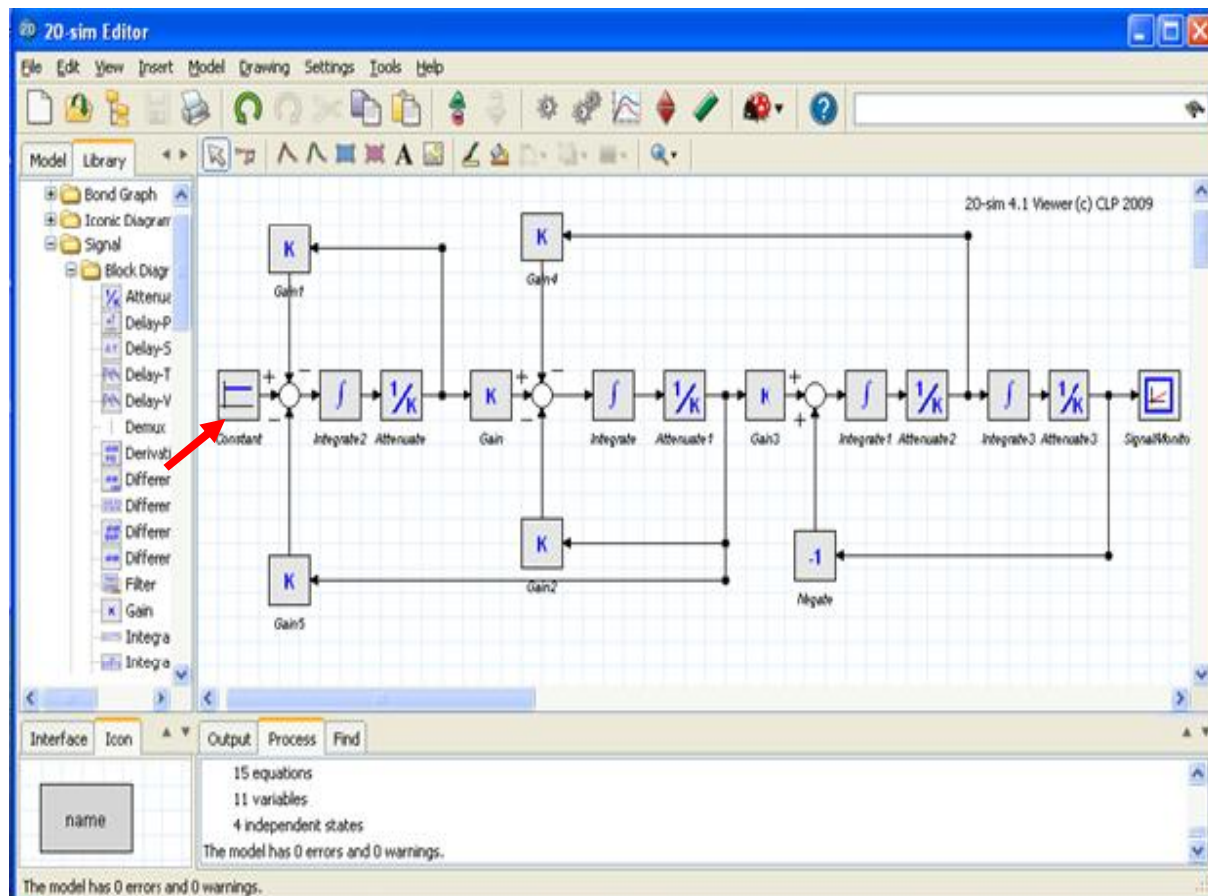 20-sim Editor
File Edit View Insert Model Drawing Settings Tools Help
Model Library
Bond Graph
Iconic Diagram
Signal
Block Diagr
Attenua
Delay-P
Delay-S
Delay-T
Delay-V
Demux
Derivati
Differer
Differer
Differer
Differer
Filter
Gain
Integra
Integra
20-sim 4.1 Viewer (c) CLP 2009
K K
Gain1 Gain4
∫ 1/K K ∫ 1/K K ∫ 1/K ∫ 1/K
Constant Integrate2 Attenuate Gain Integrate Attenuate1 Gain3 Integrate1 Attenuate2 Integrate3 Attenuate3 SignalMonito
K -1
Gain2
K Negate
Gain5
Interface Icon
name
Output Process Find
15 equations
11 variables
4 independent states
The model has 0 errors and 0 warnings.
The model has 0 errors and 0 warnings.